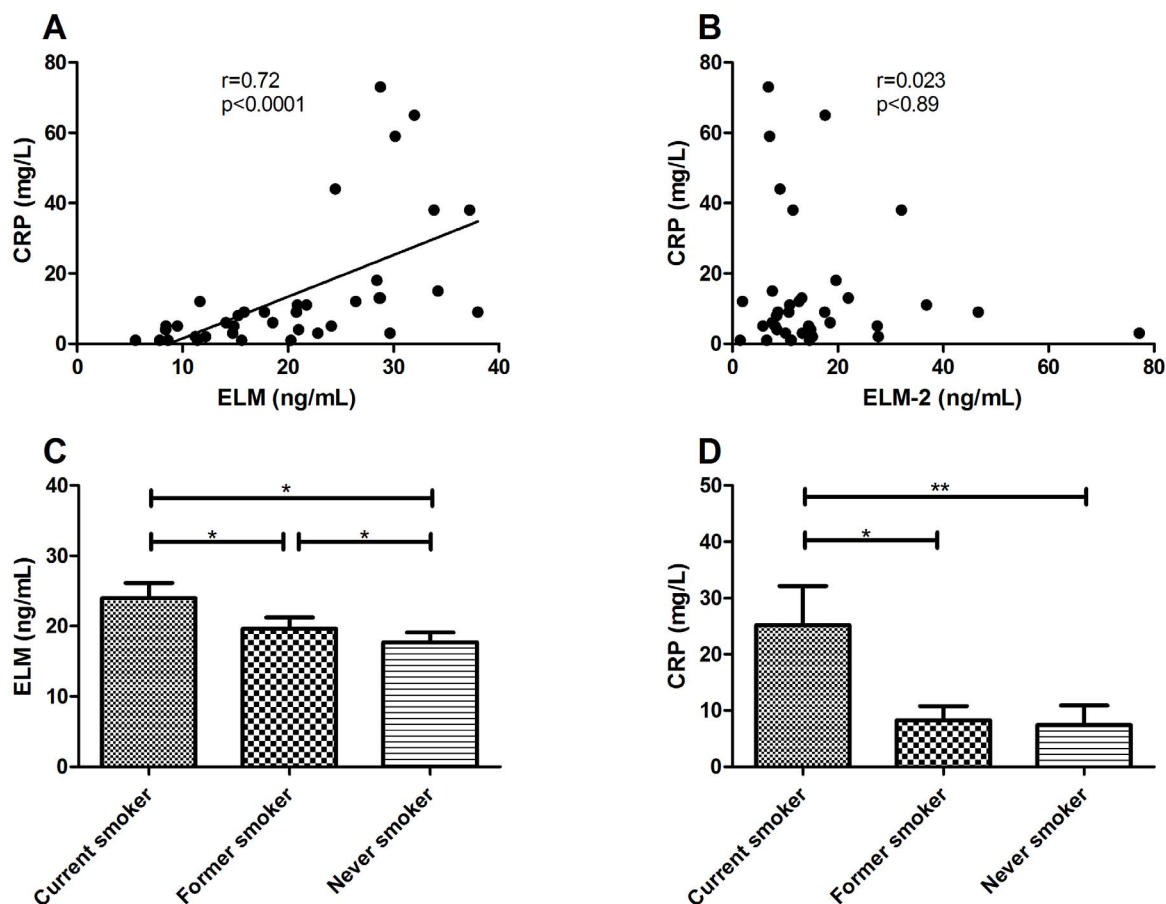 A
80
60
40
20
0
CRP (mg/L)
r=0.72
p<0.0001
0 10 20 30 40
ELM (ng/mL)
B
80
60
40
20
0
CRP (mg/L)
r=0.023
p<0.89
0 20 40 60 80
ELM-2 (ng/mL)
C
40
30
20
10
0
ELM (ng/mL)
*
* *
Current smoker
Former smoker
Never smoker
D
50
40
30
20
10
0
CRP (mg/L)
**
*
Current smoker
Former smoker
Never smoker